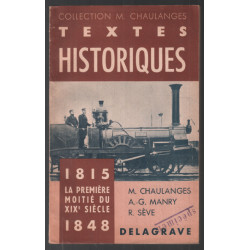 COLLECTION M. CHAULANGES
TEXTES
HISTORIQUES
1815
LA PREMIÈRE
MOITIÉ DU
XIXᵉ SIÈCLE
1848
M. CHAULANGES
A.-G. MANRY
R. SÈVE
DELAGRAVE